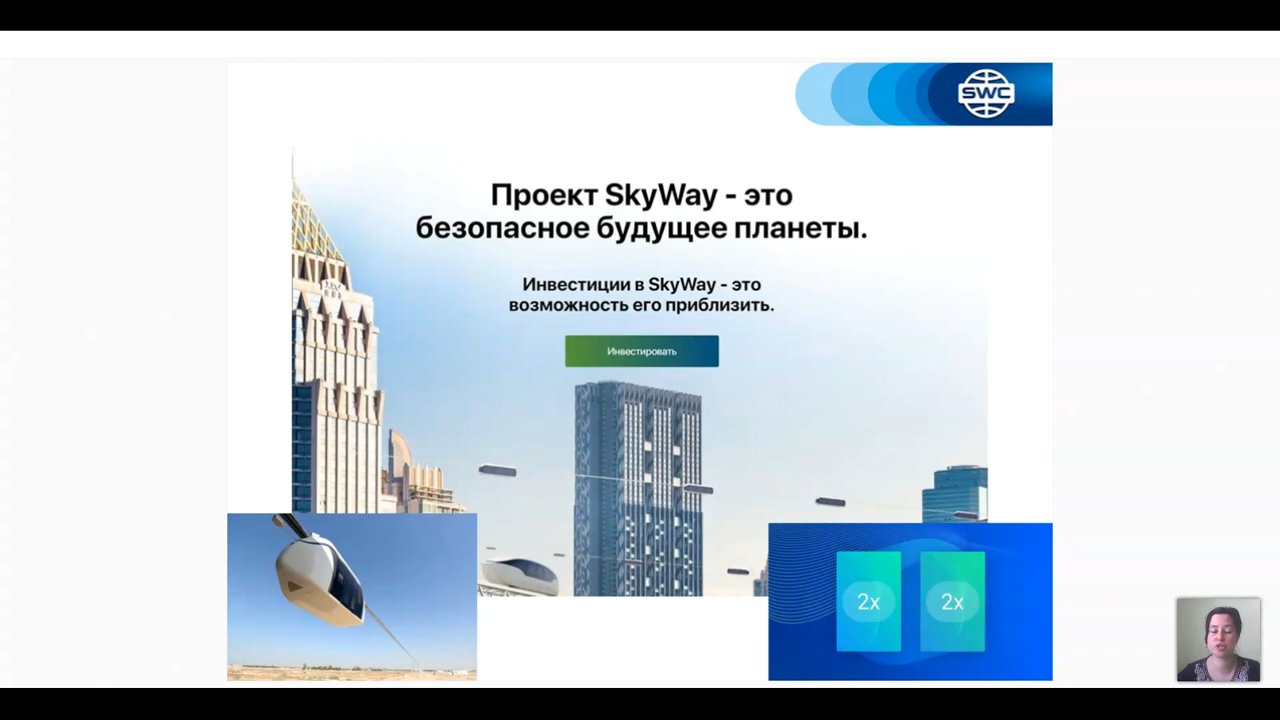 SWC
Проект SkyWay - это
безопасное будущее планеты.
Инвестиции в SkyWay - это
возможность его приблизить.
Инвестировать
2x
2x